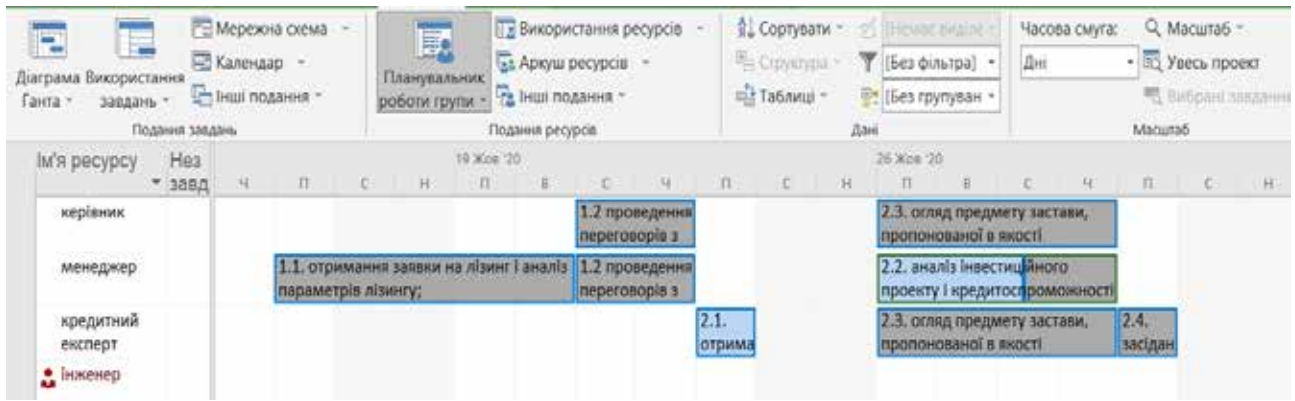 Мережна схема
Календар
Інші подання
Діаграма Ганта
Використання завдань
Подання завдань
Планувальник роботи групи
Використання ресурсів
Аркуш ресурсів
Інші подання
Подання ресурсів
Сортувати
Структура
Таблиці
[Немає виділе
[Без фільтра]
[Без групуван
Дані
Часова смуга:
Дні
Масштаб
Увесь проект
Вибрані завдання
Масштаб
Ім'я ресурсу
Нез
завд
19 Жов '20
26 Жов '20
Ч П С Н П В С Ч П С Н П В С Ч П С Н
керівник
1.2 проведення
переговорів з
2.3. огляд предмету застави,
пропонованої в якості
менеджер
1.1. отримання заявки на лізинг і аналіз
параметрів лізингу;
1.2 проведення
переговорів з
2.2. аналіз інвестиційного
проекту і кредитоспроможності
кредитний
експерт
2.1.
отрима
2.3. огляд предмету застави,
пропонованої в якості
2.4.
засідан
Інженер